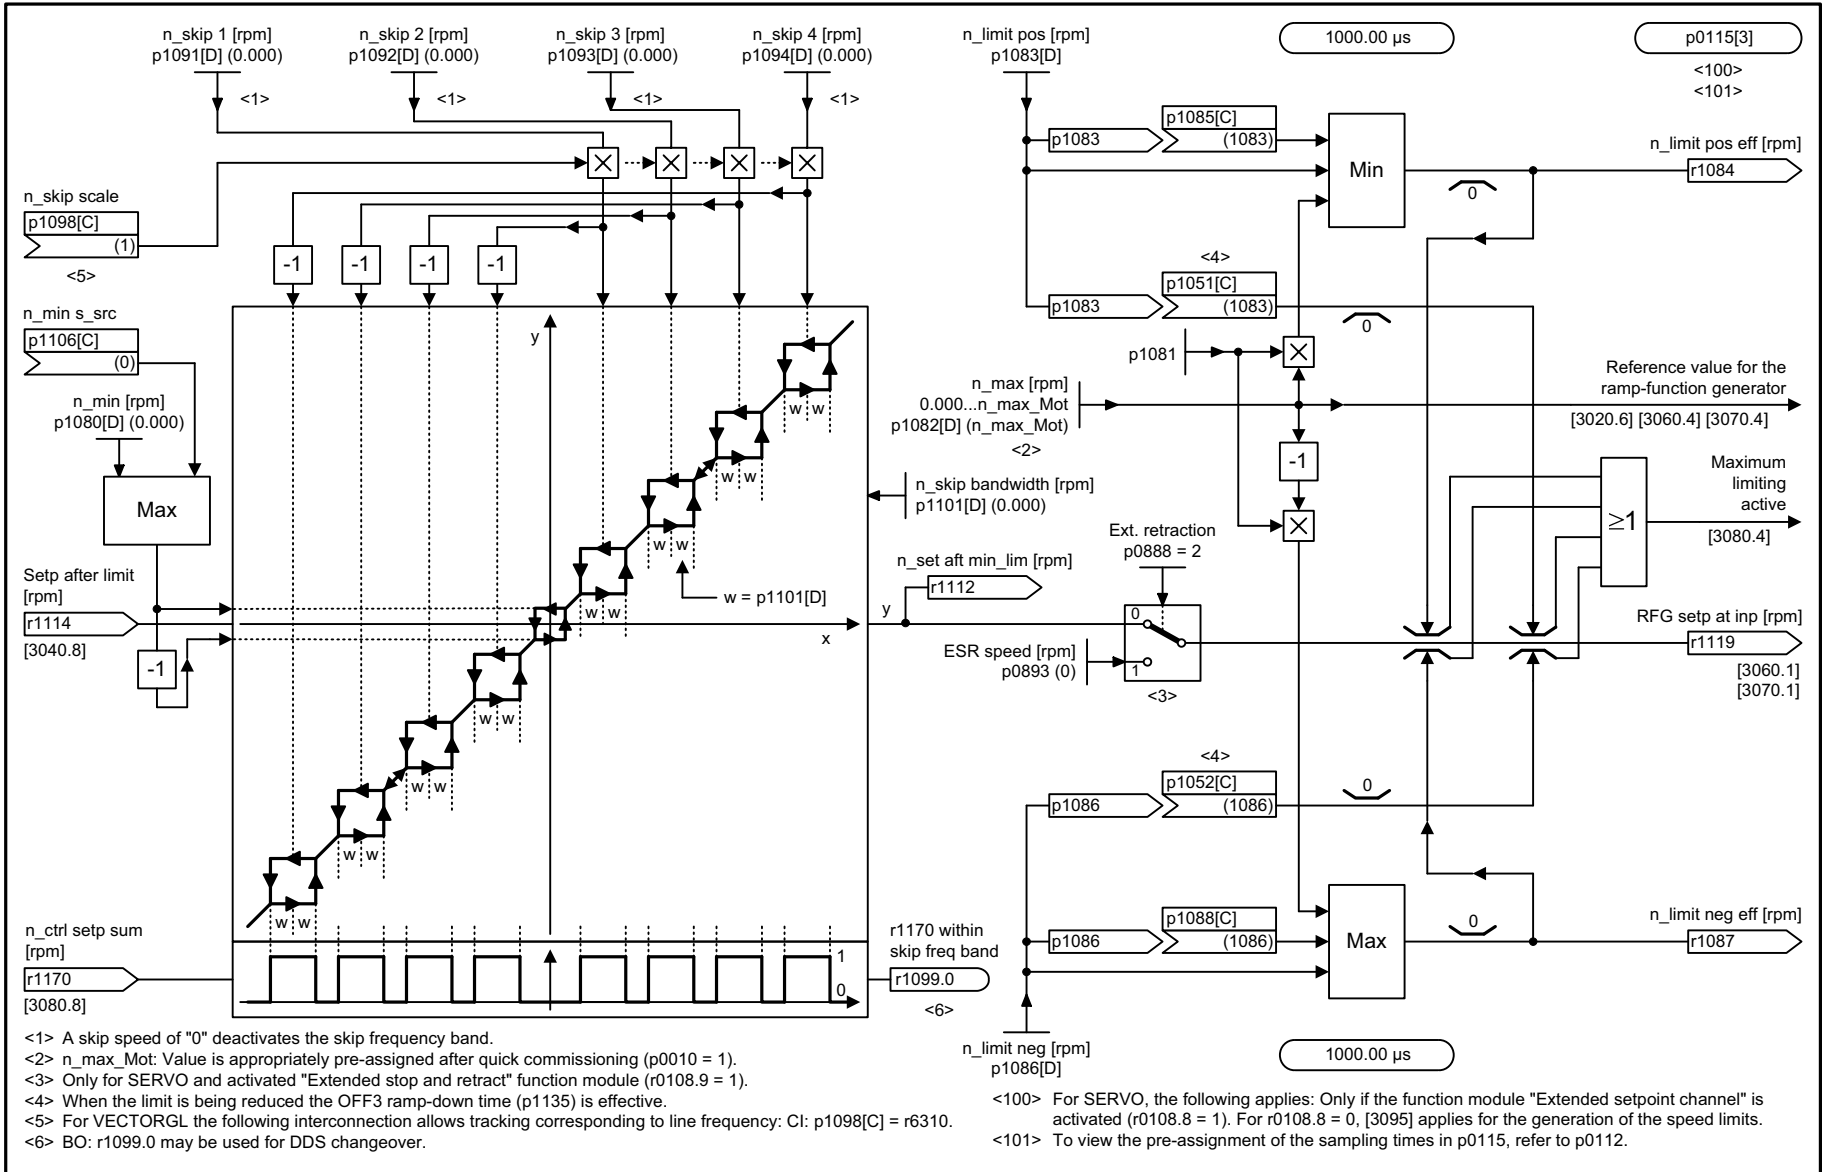 n_skip 1 [rpm]
p1091[D] (0.000)
<1>
n_skip 2 [rpm]
p1092[D] (0.000)
<1>
n_skip 3 [rpm]
p1093[D] (0.000)
<1>
n_skip 4 [rpm]
p1094[D] (0.000)
<1>
n_limit pos [rpm]
p1083[D]
1000.00 µs
p0115[3]
<100>
<101>
p1083
p1085[C]
(1083)
Min
0
n_limit pos eff [rpm]
r1084
n_skip scale
p1098[C]
(1)
<5>
-1
-1
-1
-1
<4>
p1083
p1051[C]
(1083)
0
n_min s_src
p1106[C]
(0)
n_min [rpm]
p1080[D] (0.000)
Max
y
p1081
n_max [rpm]
0.000...n_max_Mot
p1082[D] (n_max_Mot)
<2>
-1
Reference value for the
ramp-function generator
[3020.6] [3060.4] [3070.4]
Maximum
limiting
active
[3080.4]
≥1
n_skip bandwidth [rpm]
p1101[D] (0.000)
w w
w w
w w
w w
w = p1101[D]
Setp after limit
[rpm]
r1114
[3040.8]
-1
x
y
n_set aft min_lim [rpm]
r1112
Ext. retraction
p0888 = 2
0
1
<3>
ESR speed [rpm]
p0893 (0)
RFG setp at inp [rpm]
r1119
[3060.1]
[3070.1]
w w
w w
w w
w w
<4>
p1086
p1052[C]
(1086)
0
p1086
p1088[C]
(1086)
Max
0
n_limit neg eff [rpm]
r1087
n_ctrl setp sum
[rpm]
r1170
[3080.8]
1
0
r1170 within
skip freq band
r1099.0
<6>
n_limit neg [rpm]
p1086[D]
1000.00 µs
<1> A skip speed of "0" deactivates the skip frequency band.
<2> n_max_Mot: Value is appropriately pre-assigned after quick commissioning (p0010 = 1).
<3> Only for SERVO and activated "Extended stop and retract" function module (r0108.9 = 1).
<4> When the limit is being reduced the OFF3 ramp-down time (p1135) is effective.
<5> For VECTORGL the following interconnection allows tracking corresponding to line frequency: CI: p1098[C] = r6310.
<6> BO: r1099.0 may be used for DDS changeover.
<100> For SERVO, the following applies: Only if the function module "Extended setpoint channel" is
activated (r0108.8 = 1). For r0108.8 = 0, [3095] applies for the generation of the speed limits.
<101> To view the pre-assignment of the sampling times in p0115, refer to p0112.